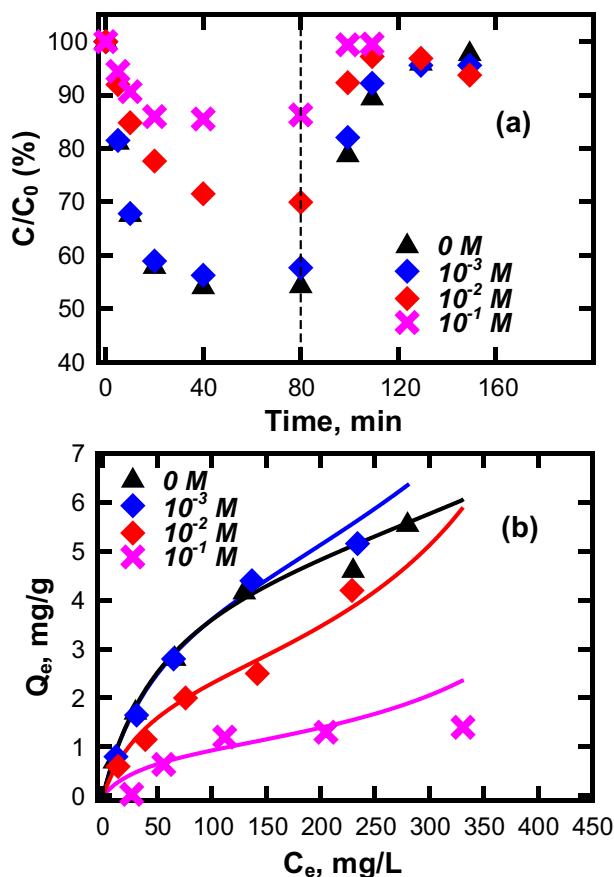 100
90
80
70
60
50
40
C/C₀ (%)
(a)
0 M
10⁻³ M
10⁻² M
10⁻¹ M
0 40 80 120 160
Time, min
7
6
5
4
3
2
1
0
Qₑ, mg/g
0 M
10⁻³ M
10⁻² M
10⁻¹ M
(b)
0 50 100 150 200 250 300 350 400 450
Cₑ, mg/L